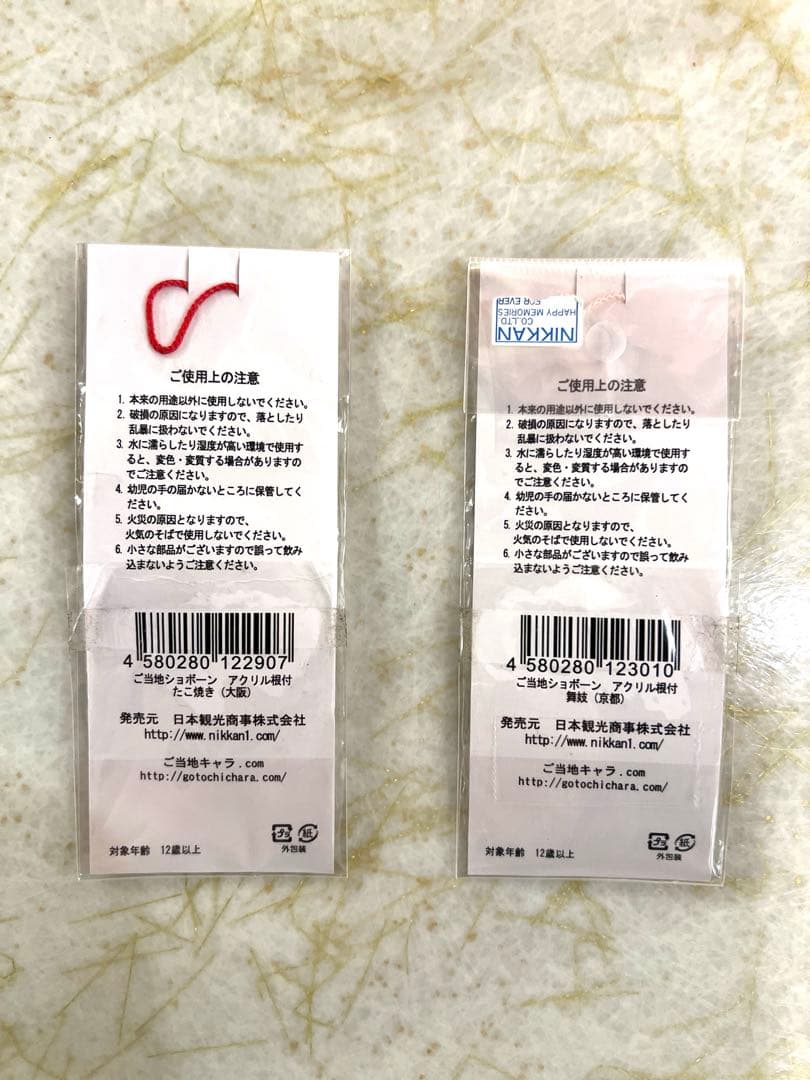 ご使用上の注意
1. 本来の用途以外に使用しないでください。
2. 破損の原因になりますので、落としたり
乱暴に扱わないでください。
3. 水に濡らしたり湿度が高い環境で使用す
ると、変色・変質する場合がありますの
でご注意ください。
4. 幼児の手の届かないところに保管してく
ださい。
5. 火災の原因となりますので、
火気のそばで使用しないでください。
6. 小さな部品がございますので誤って飲み
込まないようご注意ください。
4 580280 122907
ご当地ショボーン アクリル根付
たこ焼き（大阪）
発売元 日本観光商事株式会社
http://www.nikkan1.com/
ご当地キャラ.com
http://gotochichara.com/
対象年齢 12歳以上
プラ 紙
外包装
NIKKAN
CO.,LTD.
HAPPY MEMORIES
FOR EVER
ご使用上の注意
1. 本来の用途以外に使用しないでください。
2. 破損の原因になりますので、落としたり
乱暴に扱わないでください。
3. 水に濡らしたり湿度が高い環境で使用す
ると、変色・変質する場合がありますの
でご注意ください。
4. 幼児の手の届かないところに保管してく
ださい。
5. 火災の原因となりますので、
火気のそばで使用しないでください。
6. 小さな部品がございますので誤って飲み
込まないようご注意ください。
4 580280 123010
ご当地ショボーン アクリル根付
舞妓（京都）
発売元 日本観光商事株式会社
http://www.nikkan1.com/
ご当地キャラ.com
http://gotochichara.com/
対象年齢 12歳以上
プラ 紙
外包装